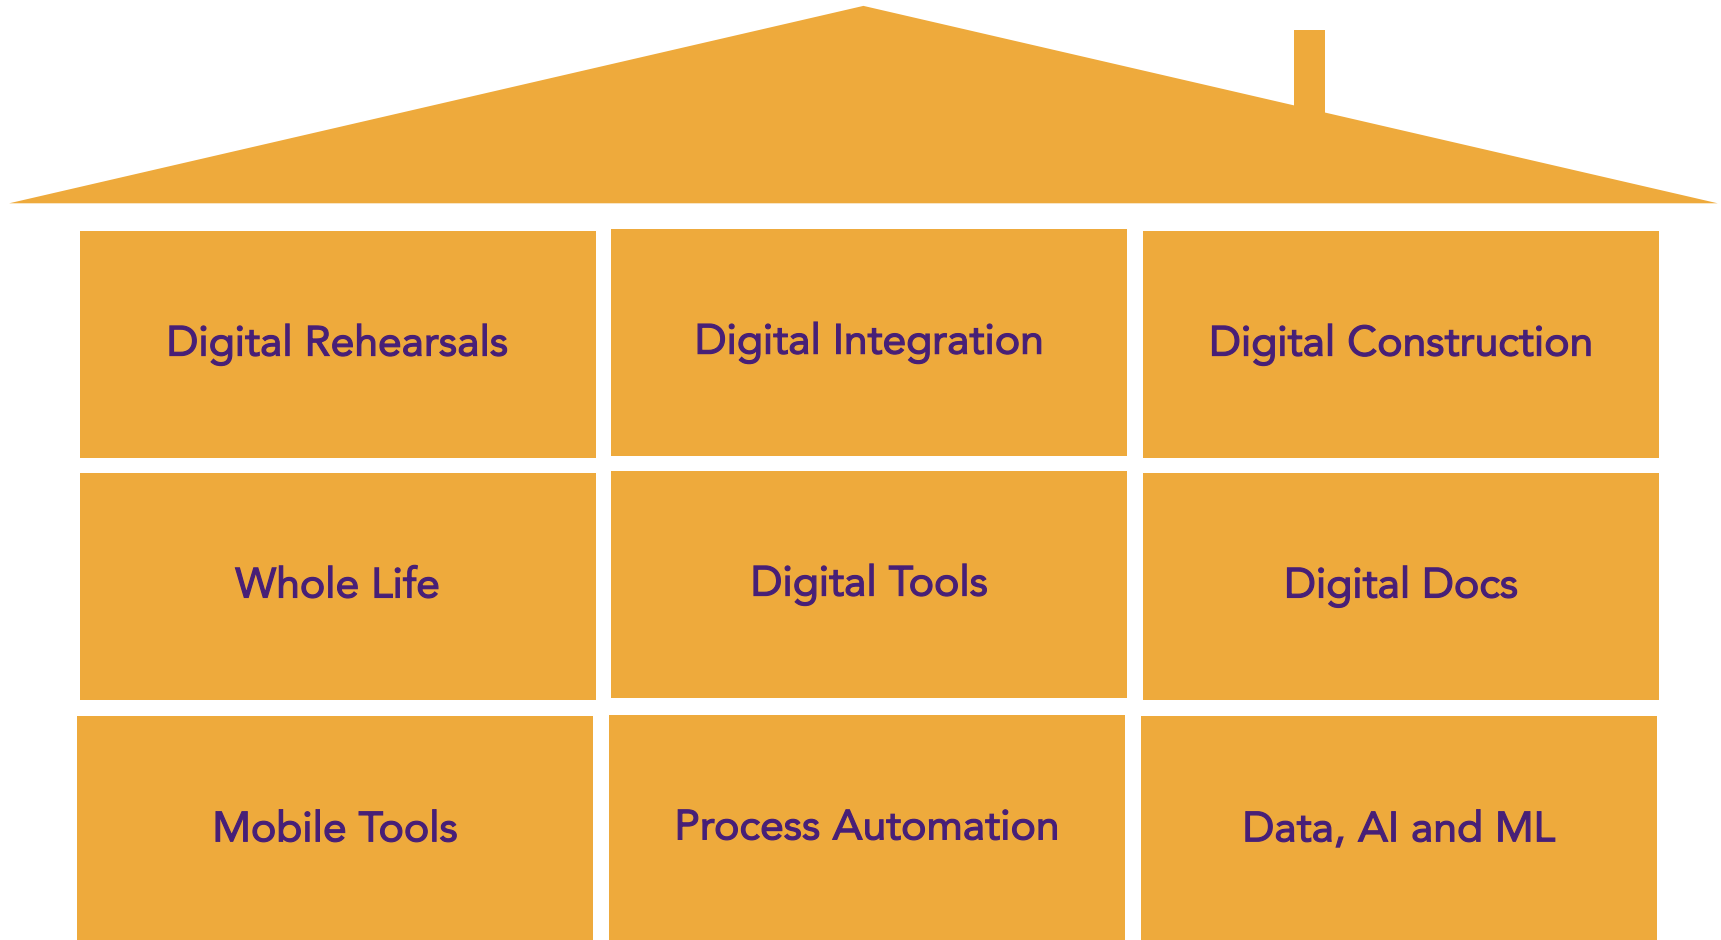 Digital Rehearsals
Digital Integration
Digital Construction
Whole Life
Digital Tools
Digital Docs
Mobile Tools
Process Automation
Data, AI and ML